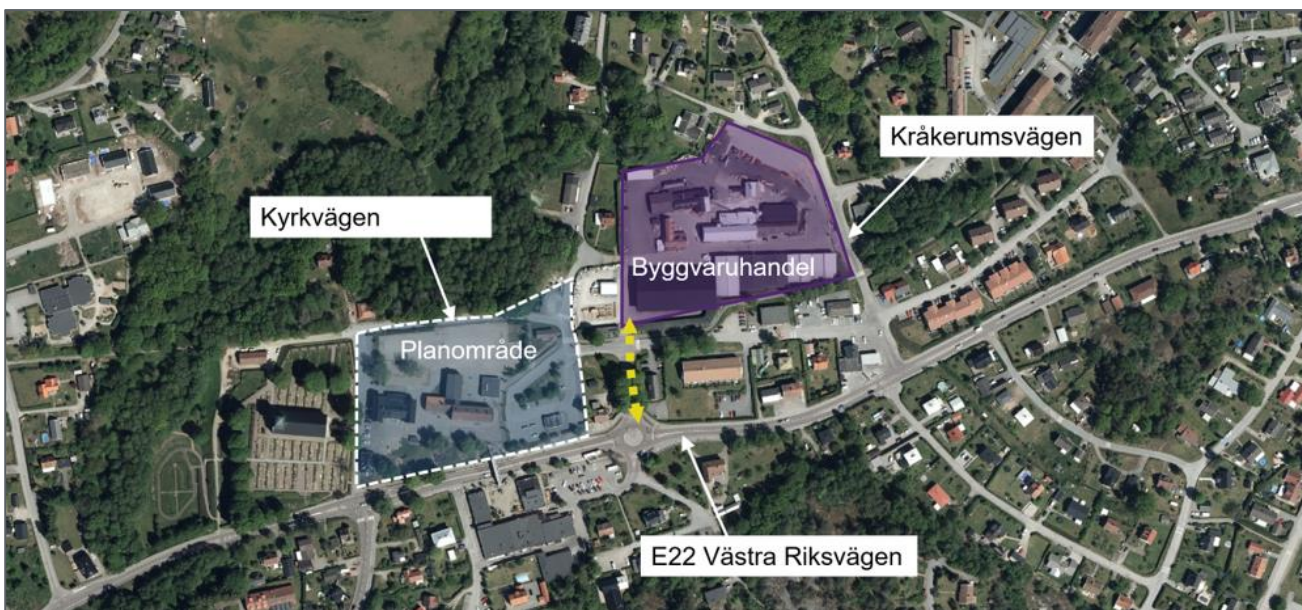 Kråkerumsvägen
Kyrkvägen
Byggvaruhandel
Planområde
E22 Västra Riksvägen